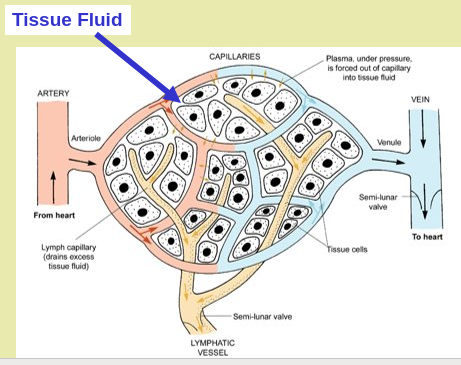 Tissue Fluid
CAPILLARIES
Plasma, under pressure,
is forced out of capillary
into tissue fluid
ARTERY
VEIN
Arteriole
Venule
Semi-lunar
valve
From heart
To heart
Lymph capillary
(drains excess
tissue fluid)
Tissue cells
Semi-lunar valve
LYMPHATIC
VESSEL